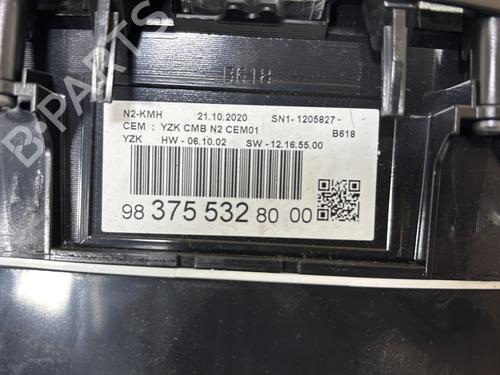 B618
N2-KMH 21.10.2020 SN1- 1205827 -
CEM : YZK CMB N2 CEM01 B618
YZK HW - 06.10.02 SW - 12.16.55.00
98 375 532 80 00
B-PARTS